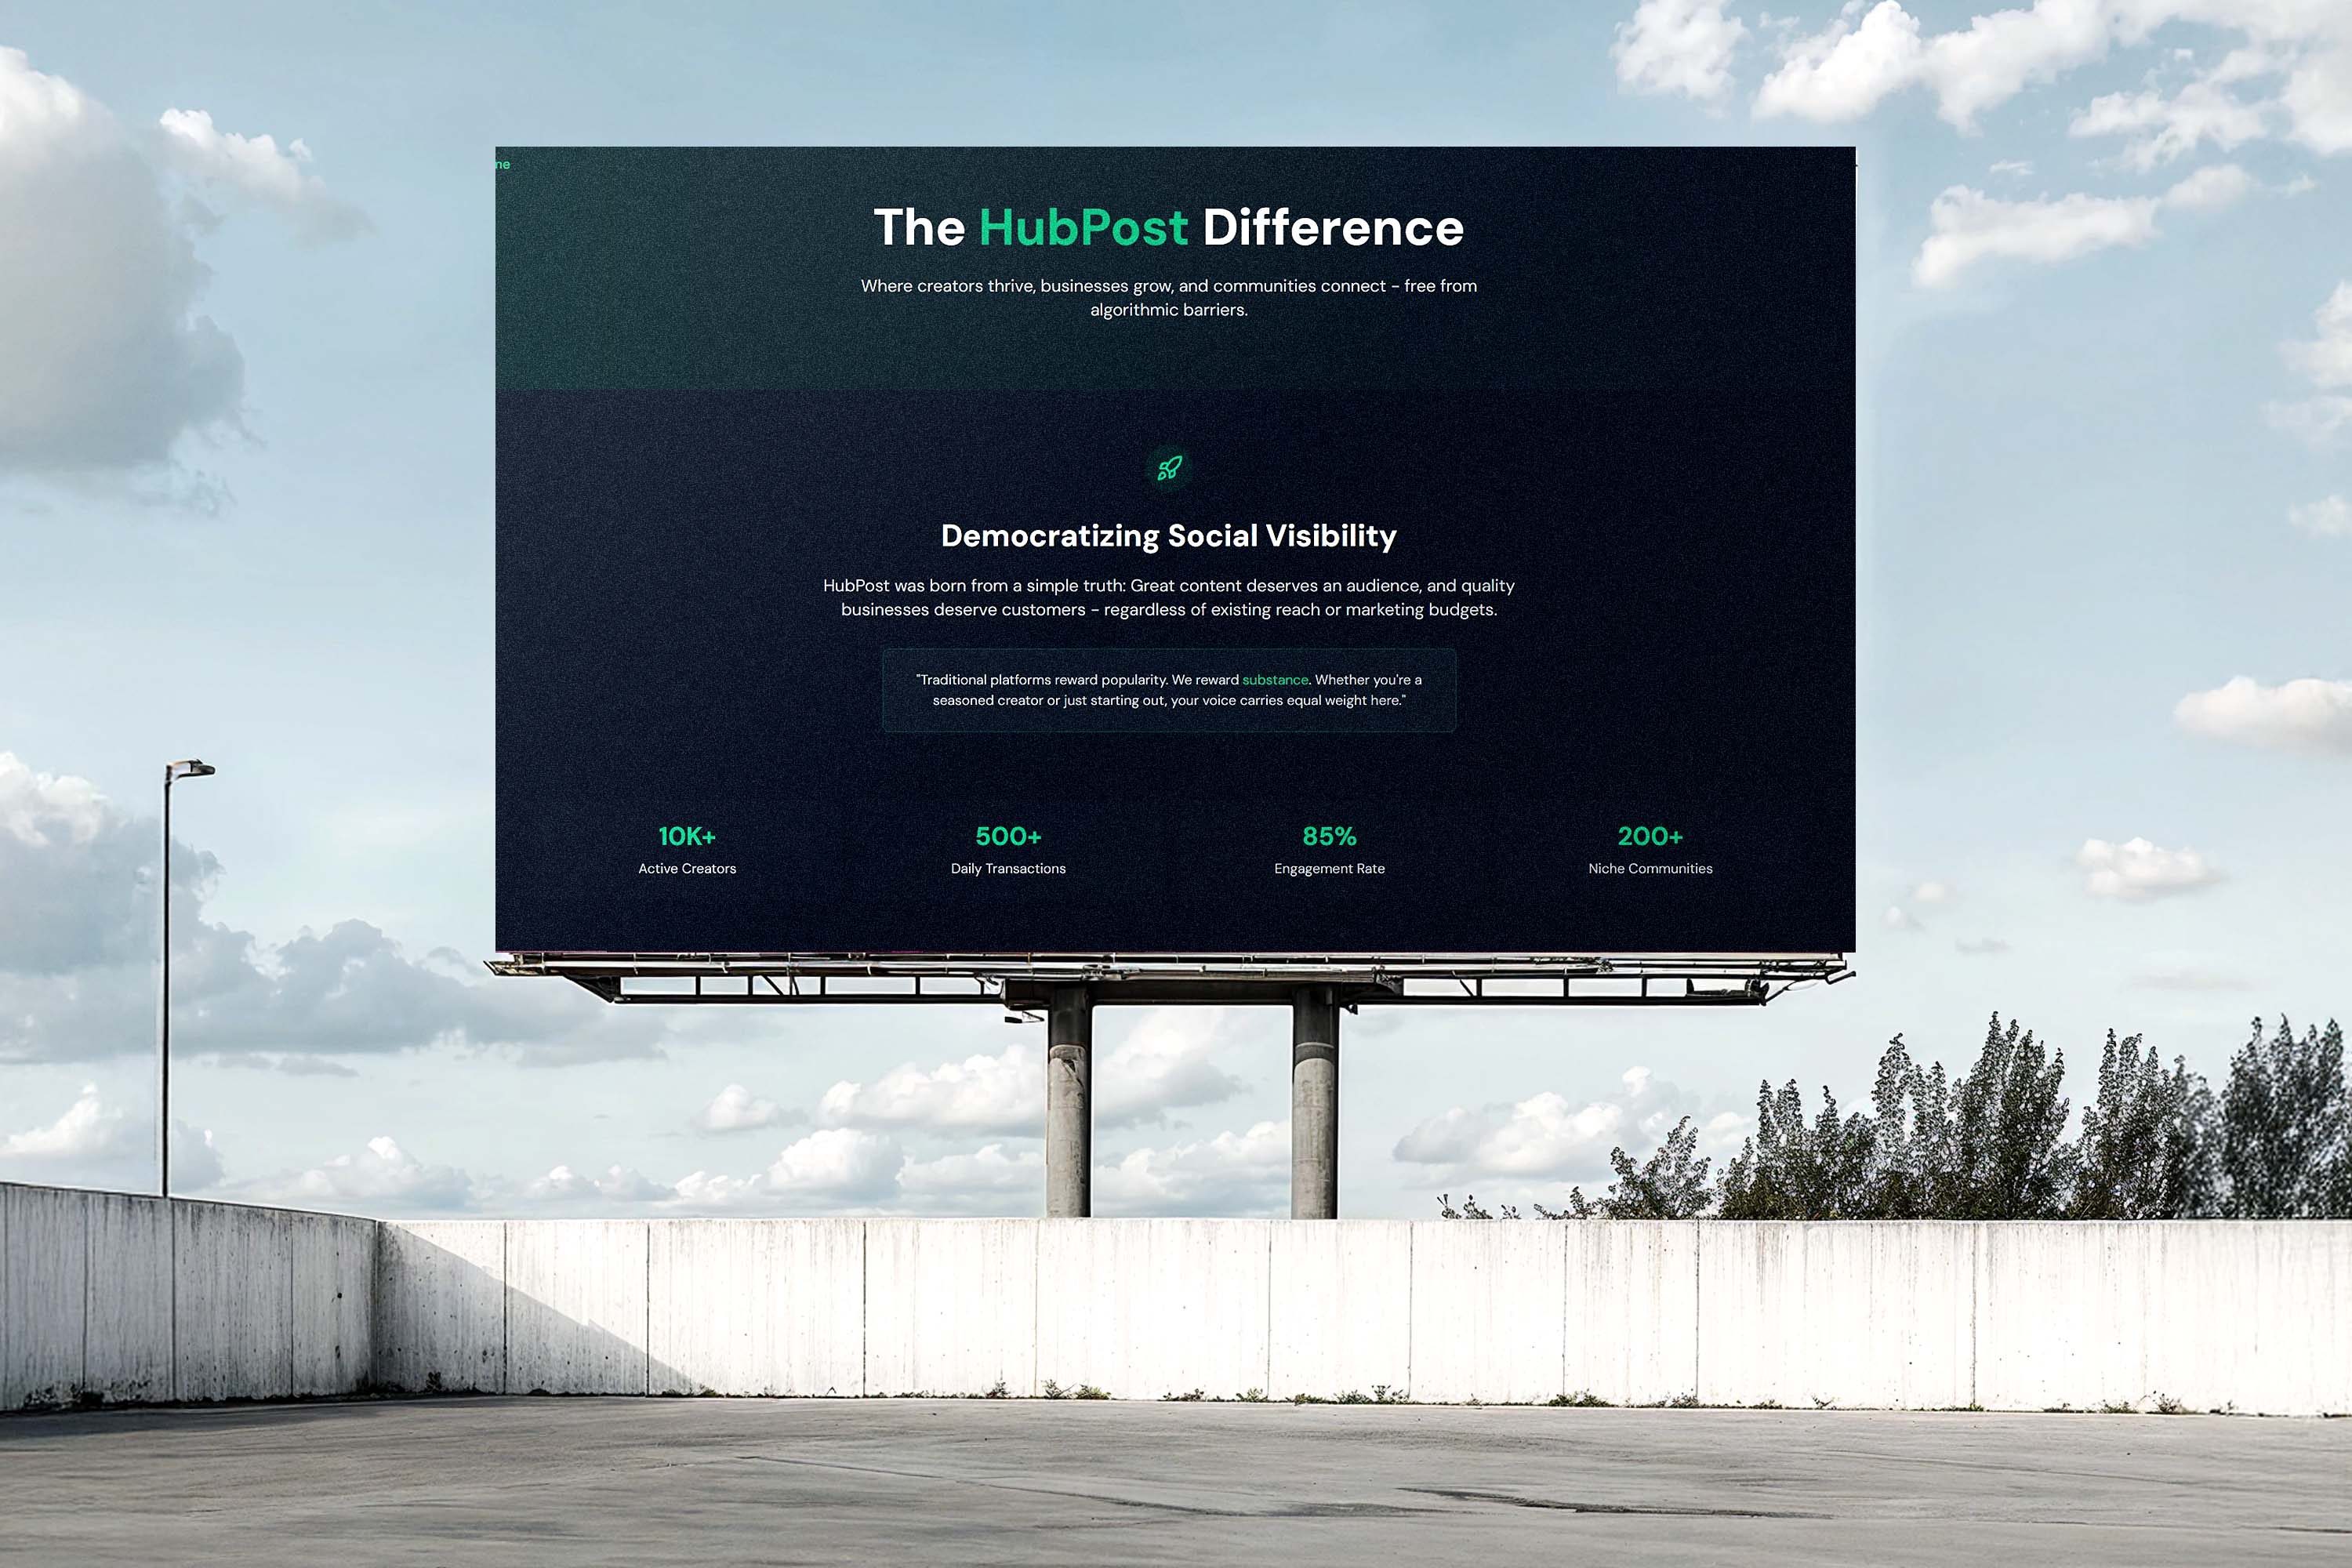 ne
The HubPost Difference
Where creators thrive, businesses grow, and communities connect - free from
algorithmic barriers.
Democratizing Social Visibility
HubPost was born from a simple truth: Great content deserves an audience, and quality
businesses deserve customers - regardless of existing reach or marketing budgets.
"Traditional platforms reward popularity. We reward substance. Whether you're a
seasoned creator or just starting out, your voice carries equal weight here."
10K+ 500+ 85% 200+
Active Creators Daily Transactions Engagement Rate Niche Communities